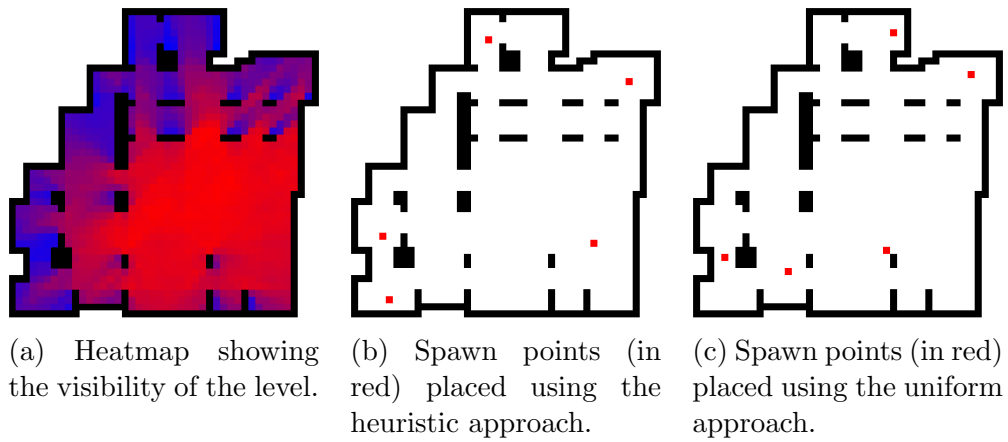 (a) Heatmap showing
the visibility of the level.
(b) Spawn points (in
red) placed using the
heuristic approach.
(c) Spawn points (in red)
placed using the uniform
approach.